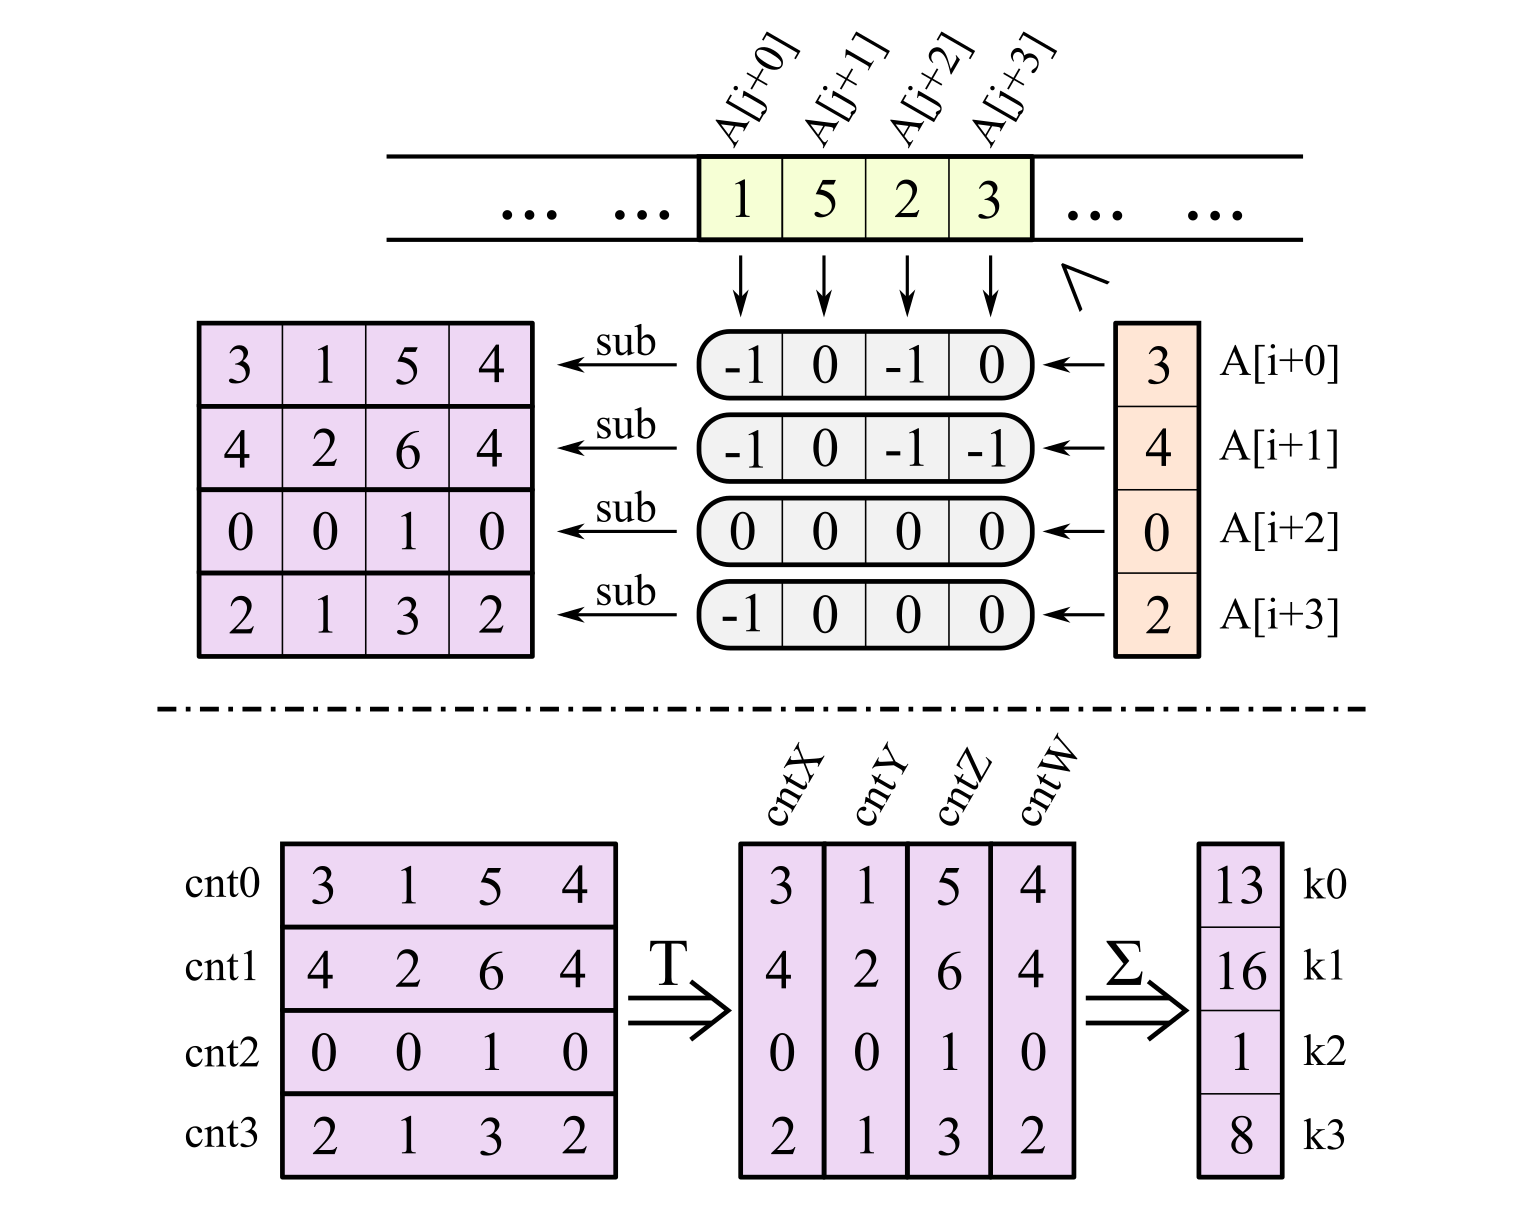 A[j+0] A[j+1] A[j+2] A[j+3]
... ... 1 5 2 3 ... ...
<
3 1 5 4 sub -1 0 -1 0 3 A[i+0]
4 2 6 4 sub -1 0 -1 -1 4 A[i+1]
0 0 1 0 sub 0 0 0 0 0 A[i+2]
2 1 3 2 sub -1 0 0 0 2 A[i+3]
cntX cntY cntZ cntW
cnt0 3 1 5 4 3 1 5 4 13 k0
cnt1 4 2 6 4 T 4 2 6 4 Σ 16 k1
cnt2 0 0 1 0 0 0 1 0 1 k2
cnt3 2 1 3 2 2 1 3 2 8 k3